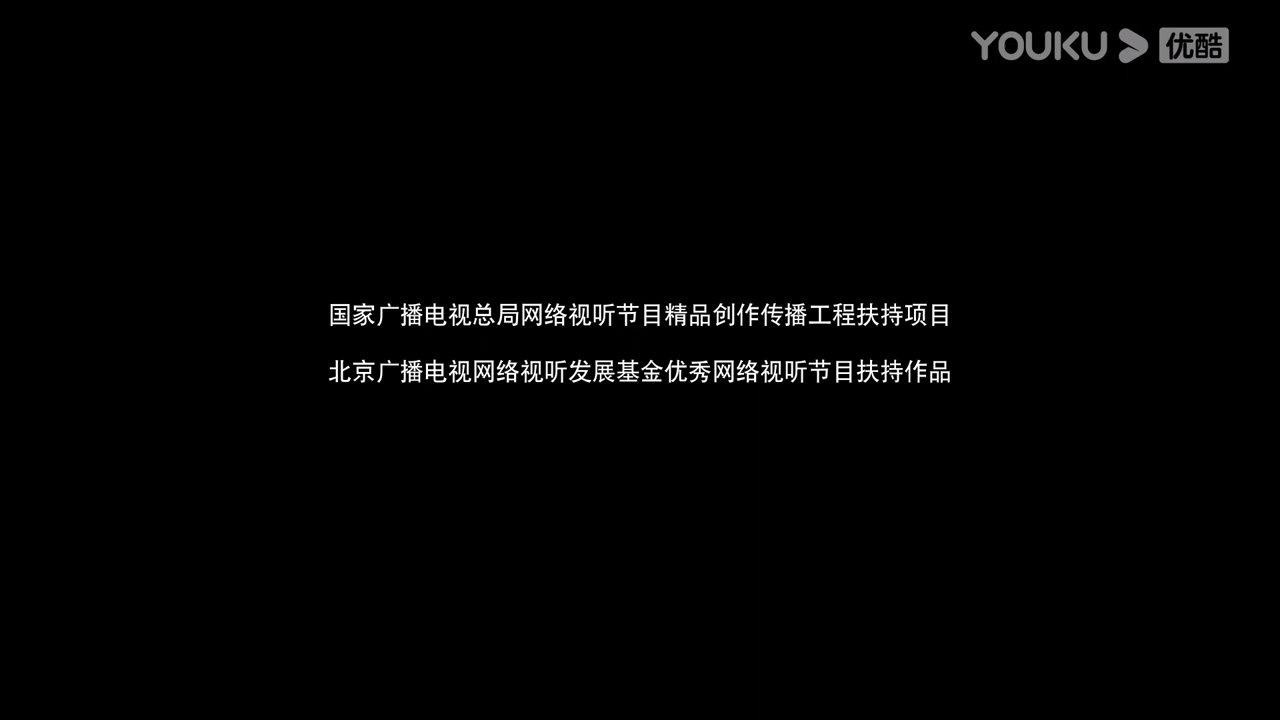 YOUKU 优酷
国家广播电视总局网络视听节目精品创作传播工程扶持项目
北京广播电视网络视听发展基金优秀网络视听节目扶持作品